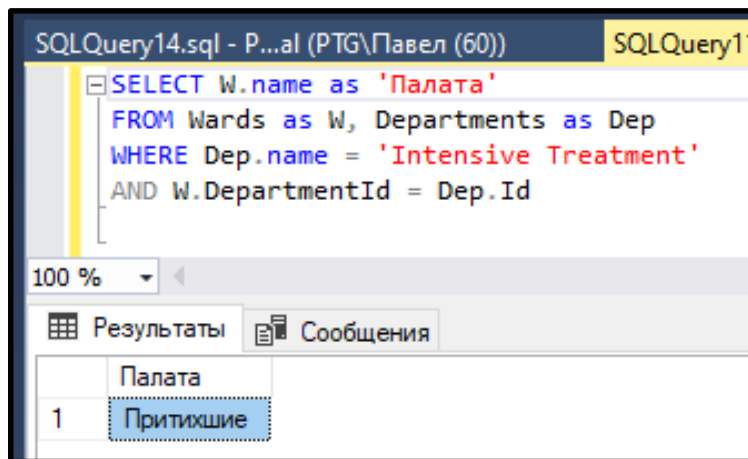 SQLQuery14.sql - P...al (PTG\Павел (60)) SQLQuery11
SELECT W.name as 'Палата'
FROM Wards as W, Departments as Dep
WHERE Dep.name = 'Intensive Treatment'
AND W.DepartmentId = Dep.Id
100 %
Результаты Сообщения
Палата
1 Притихшие